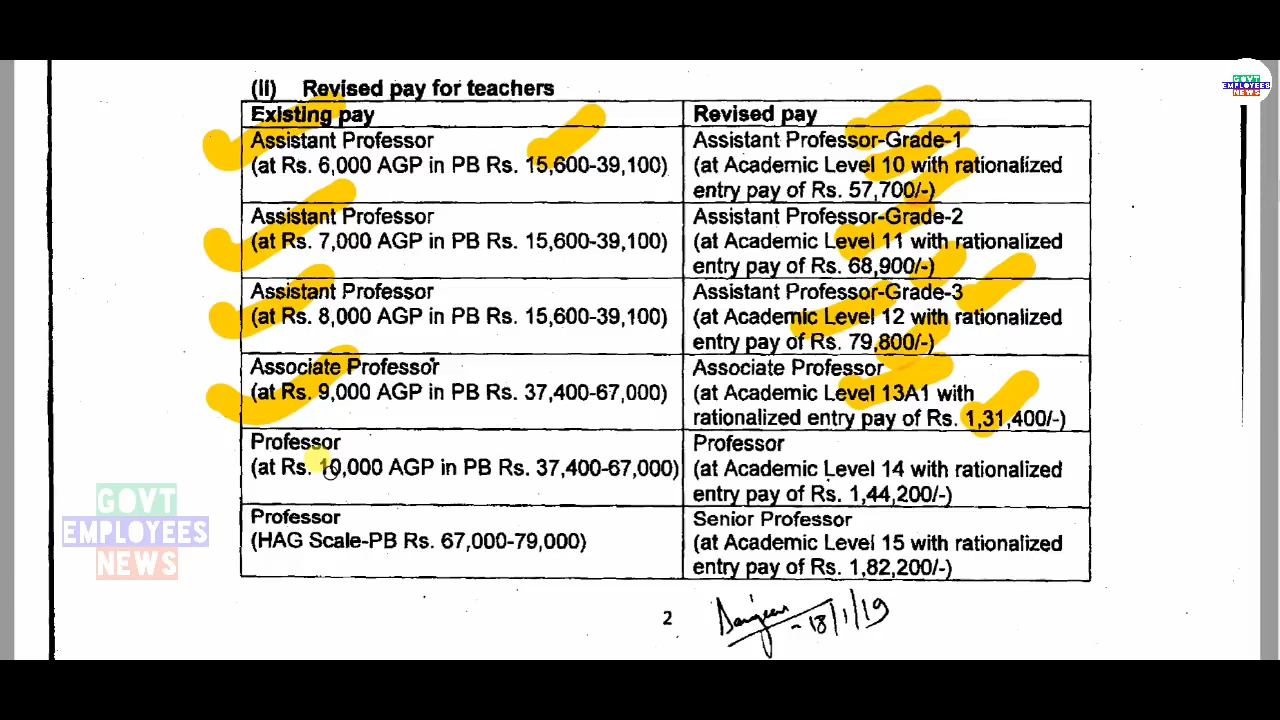 GOVT
EMPLOYEES
NEWS
(ii) Revised pay for teachers
Existing pay
Revised pay
Assistant Professor
(at Rs. 6,000 AGP in PB Rs. 15,600-39,100)
Assistant Professor-Grade-1
(at Academic Level 10 with rationalized
entry pay of Rs. 57,700/-)
Assistant Professor
(at Rs. 7,000 AGP in PB Rs. 15,600-39,100)
Assistant Professor-Grade-2
(at Academic Level 11 with rationalized
entry pay of Rs. 68,900/-)
Assistant Professor
(at Rs. 8,000 AGP in PB Rs. 15,600-39,100)
Assistant Professor-Grade-3
(at Academic Level 12 with rationalized
entry pay of Rs. 79,800/-)
Associate Professor
(at Rs. 9,000 AGP in PB Rs. 37,400-67,000)
Associate Professor
(at Academic Level 13A1 with
rationalized entry pay of Rs. 1,31,400/-)
Professor
(at Rs. 10,000 AGP in PB Rs. 37,400-67,000)
Professor
(at Academic Level 14 with rationalized
entry pay of Rs. 1,44,200/-)
Professor
(HAG Scale-PB Rs. 67,000-79,000)
Senior Professor
(at Academic Level 15 with rationalized
entry pay of Rs. 1,82,200/-)
GOVT
EMPLOYEES
NEWS
2
18/1/19